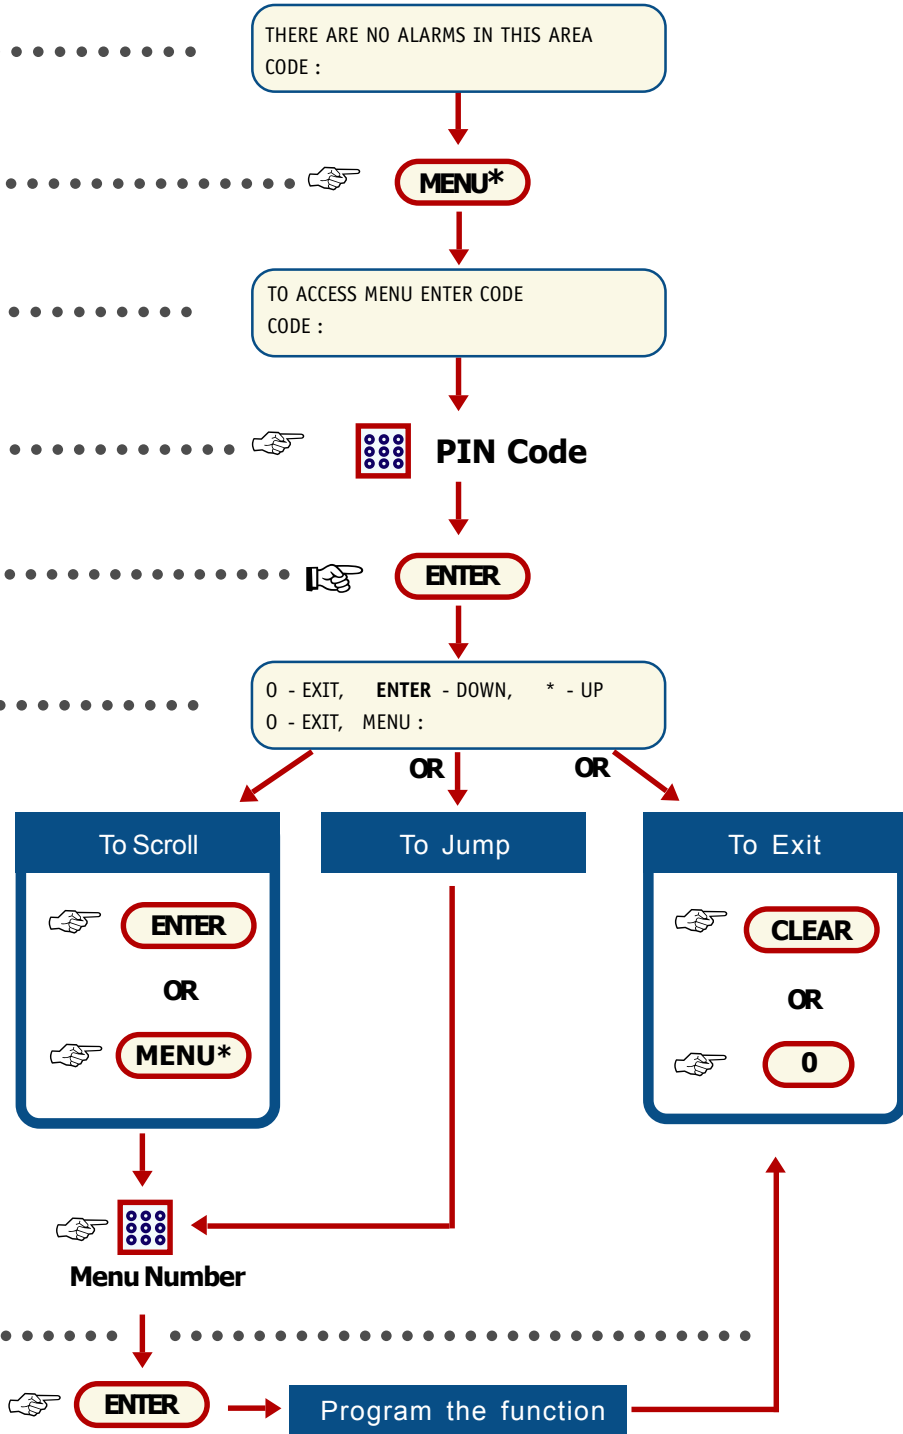 THERE ARE NO ALARMS IN THIS AREA
CODE :
MENU*
TO ACCESS MENU ENTER CODE
CODE :
PIN Code
ENTER
0 - EXIT, ENTER - DOWN, * - UP
0 - EXIT, MENU :
OR OR
To Scroll
To Jump
To Exit
ENTER
OR
MENU*
CLEAR
OR
0
Menu Number
ENTER
Program the function